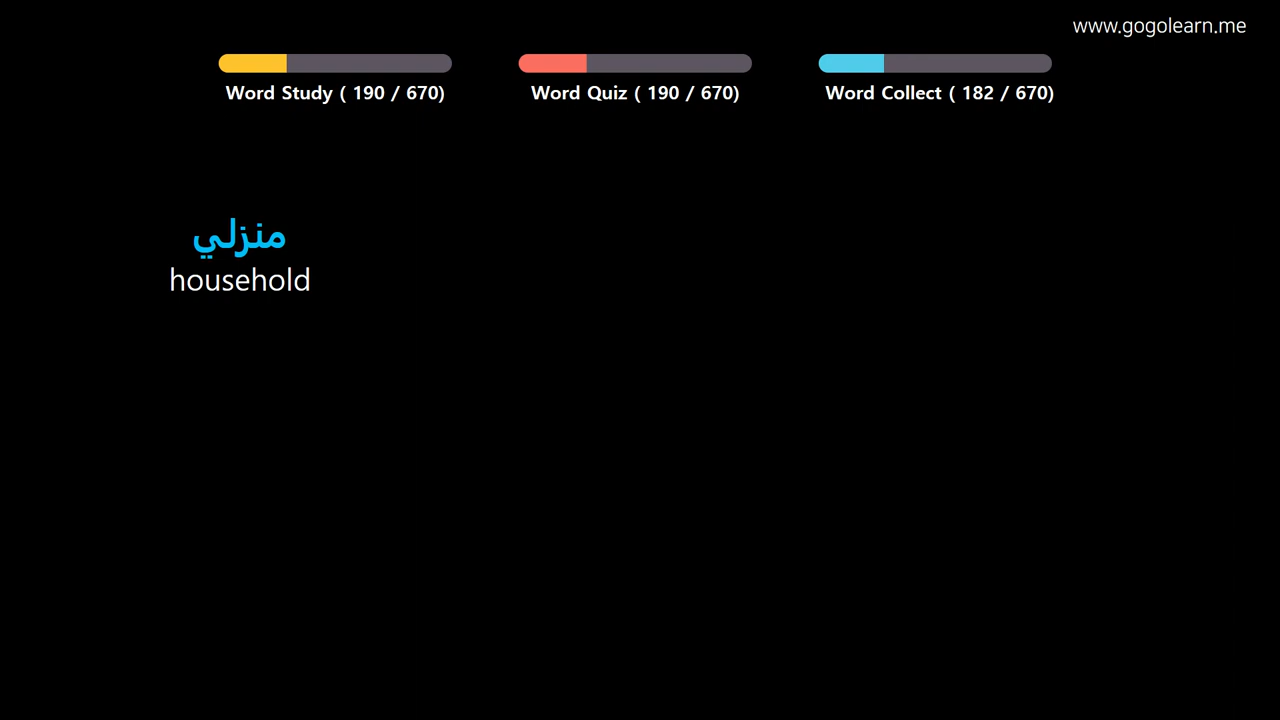 www.gogolearn.me
Word Study ( 190 / 670)
Word Quiz ( 190 / 670)
Word Collect ( 182 / 670)
منزلي
household